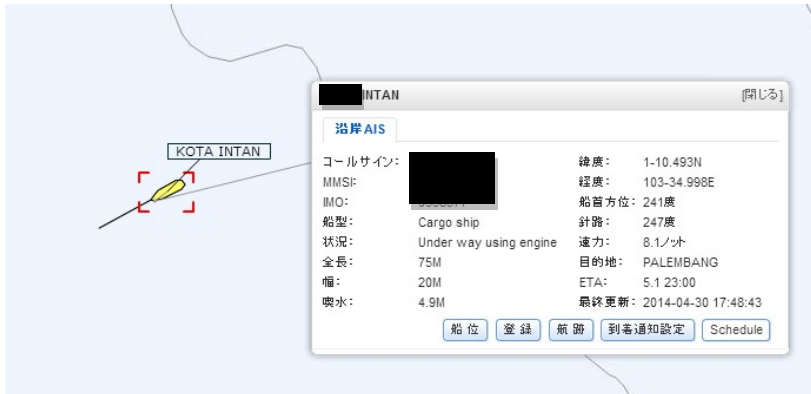 KOTA INTAN
INTAN [閉じる]
沿岸AIS
コールサイン: 緯度: 1-10.493N
MMSI: 経度: 103-34.998E
IMO: 船首方位: 241度
船型: Cargo ship 針路: 247度
状況: Under way using engine 速力: 8.1ノット
全長: 75M 目的地: PALEMBANG
幅: 20M ETA: 5.1 23:00
喫水: 4.9M 最終更新: 2014-04-30 17:48:43
船位 登録 航跡 到着通知設定 Schedule